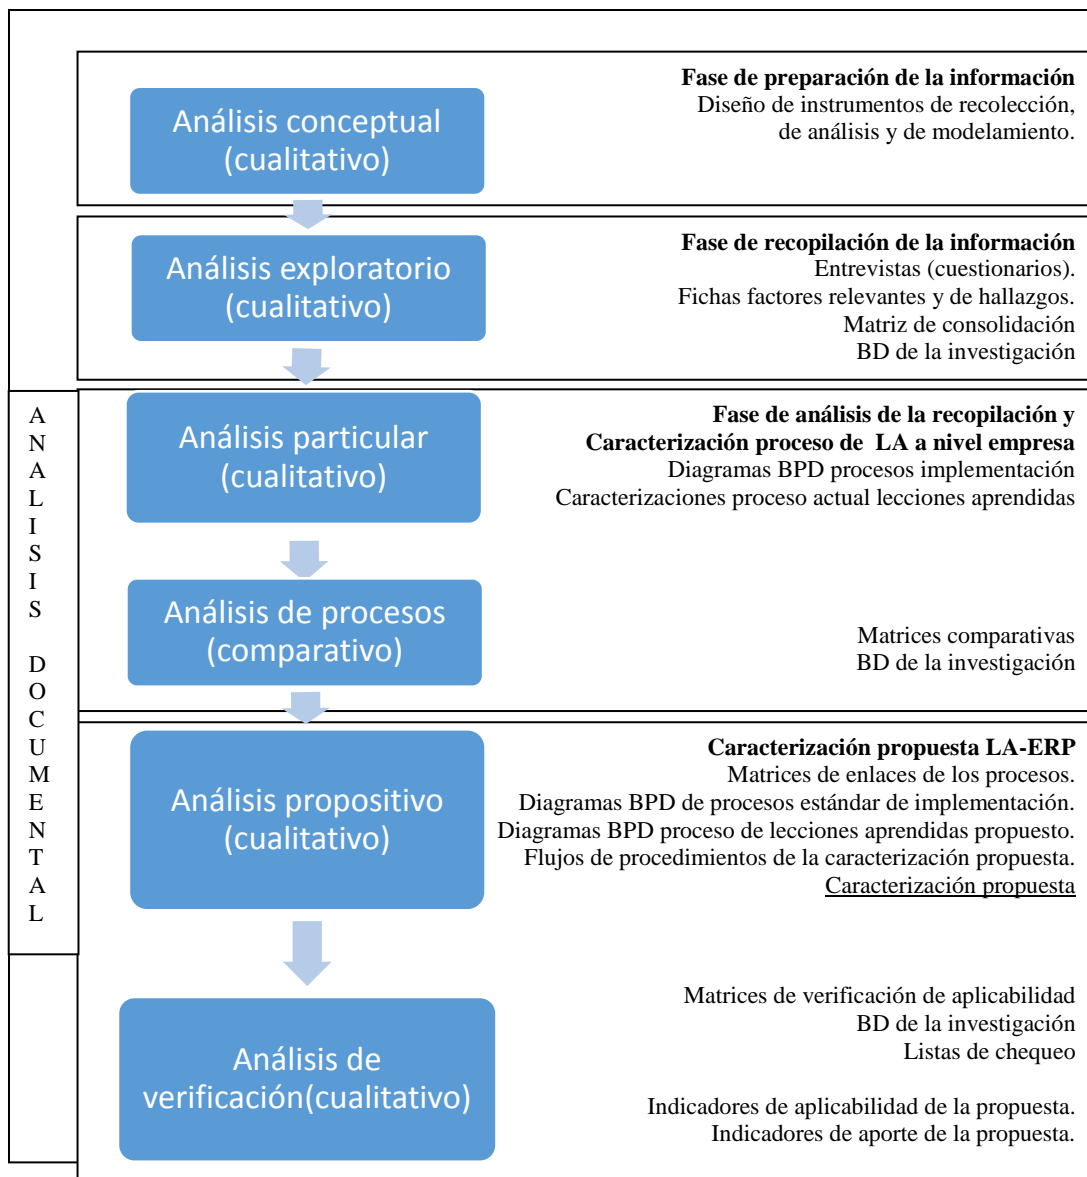 Análisis conceptual
(cualitativo)
Fase de preparación de la información
Diseño de instrumentos de recolección,
de análisis y de modelamiento.
Análisis exploratorio
(cualitativo)
Fase de recopilación de la información
Entrevistas (cuestionarios).
Fichas factores relevantes y de hallazgos.
Matriz de consolidación
BD de la investigación
ANALISIS DOCUMENTAL
Análisis particular
(cualitativo)
Fase de análisis de la recopilación y
Caracterización proceso de LA a nivel empresa
Diagramas BPD procesos implementación
Caracterizaciones proceso actual lecciones aprendidas
Análisis de procesos
(comparativo)
Matrices comparativas
BD de la investigación
Análisis propositivo
(cualitativo)
Caracterización propuesta LA-ERP
Matrices de enlaces de los procesos.
Diagramas BPD de procesos estándar de implementación.
Diagramas BPD proceso de lecciones aprendidas propuesto.
Flujos de procedimientos de la caracterización propuesta.
Caracterización propuesta
Análisis de
verificación(cualitativo)
Matrices de verificación de aplicabilidad
BD de la investigación
Listas de chequeo
Indicadores de aplicabilidad de la propuesta.
Indicadores de aporte de la propuesta.